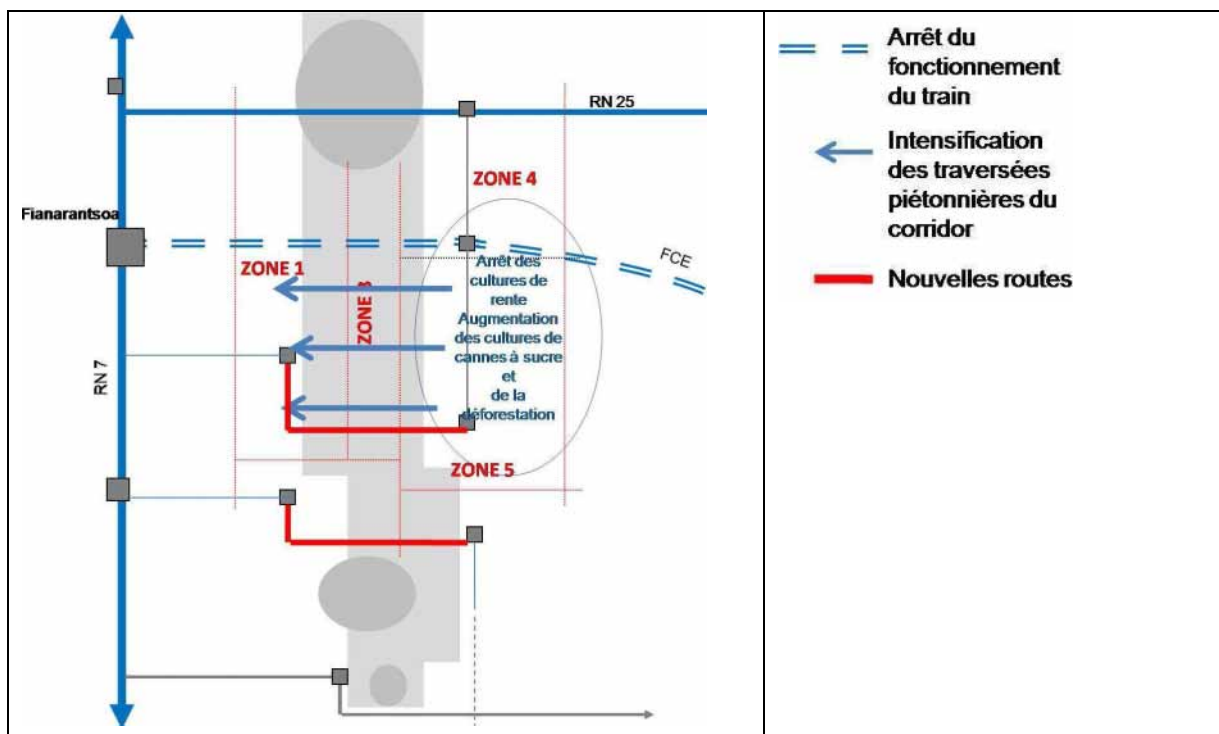 RN 25
ZONE 4
Fianarantsoa
FCE
ZONE 1
ZONE 3
Arrêt des
cultures de
rente
Augmentation
des cultures de
cannes à sucre
et
de la
déforestation
RN 7
ZONE 5
Arrêt du
fonctionnement
du train
Intensification
des traversées
piétonnières du
corridor
Nouvelles routes